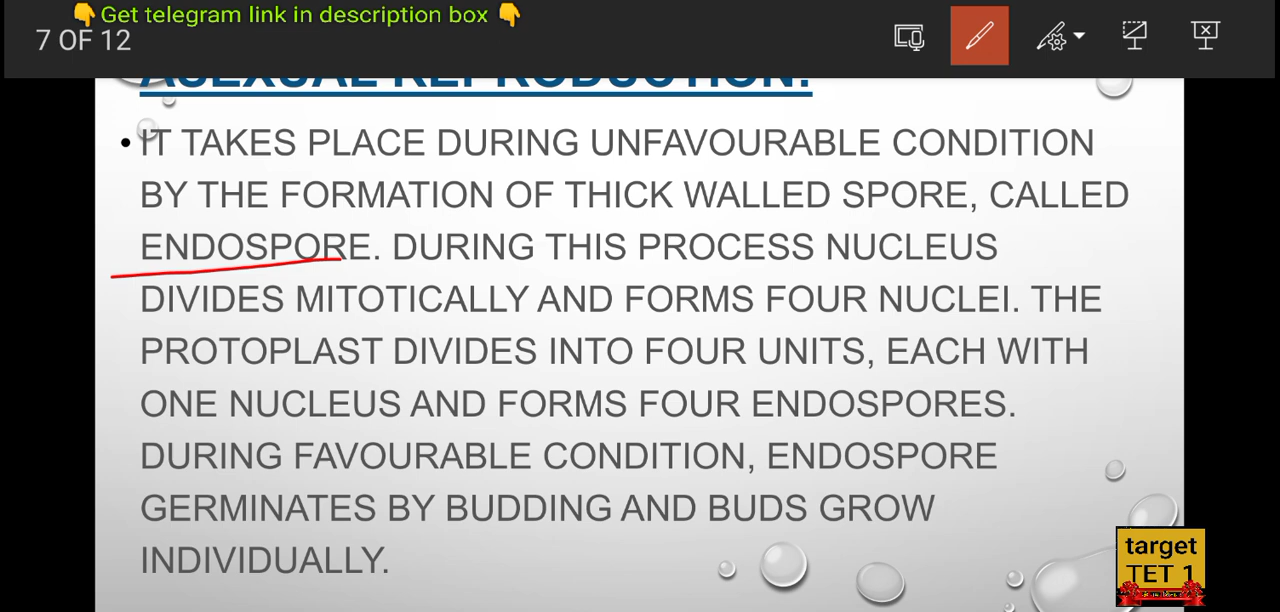 👇Get telegram link in description box 👇
7 OF 12
ASEXUAL REPRODUCTION:
• IT TAKES PLACE DURING UNFAVOURABLE CONDITION
BY THE FORMATION OF THICK WALLED SPORE, CALLED
ENDOSPORE. DURING THIS PROCESS NUCLEUS
DIVIDES MITOTICALLY AND FORMS FOUR NUCLEI. THE
PROTOPLAST DIVIDES INTO FOUR UNITS, EACH WITH
ONE NUCLEUS AND FORMS FOUR ENDOSPORES.
DURING FAVOURABLE CONDITION, ENDOSPORE
GERMINATES BY BUDDING AND BUDS GROW
INDIVIDUALLY.
target
TET 1